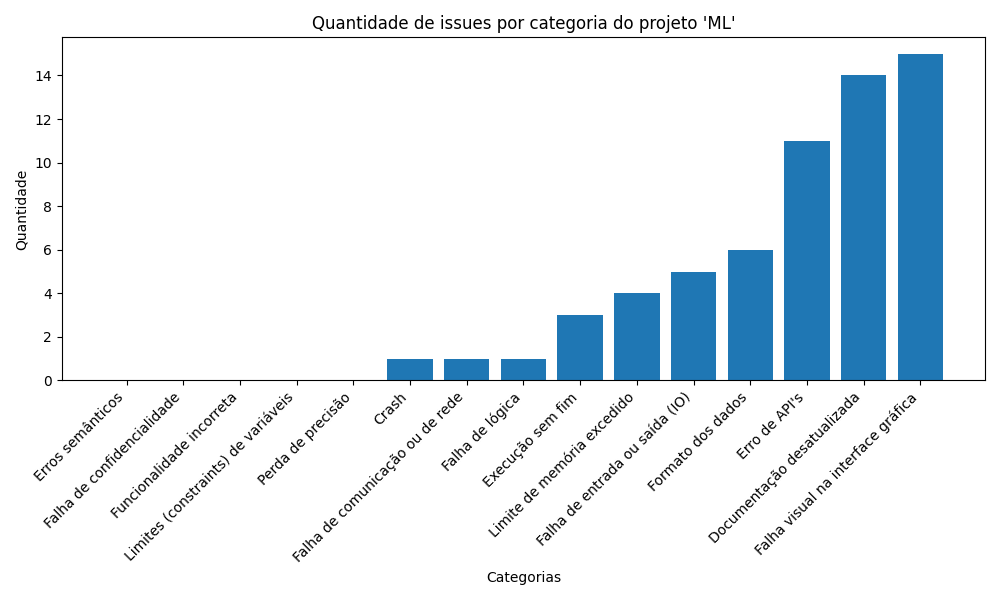 Quantidade de issues por categoria do projeto 'ML'
Quantidade
14
12
10
8
6
4
2
0
Erros semânticos
Falha de confidencialidade
Funcionalidade incorreta
Limites (constraints) de variáveis
Perda de precisão
Crash
Falha de comunicação ou de rede
Falha de lógica
Execução sem fim
Limite de memória excedido
Falha de entrada ou saída (IO)
Formato dos dados
Erro de API's
Documentação desatualizada
Falha visual na interface gráfica
Categorias